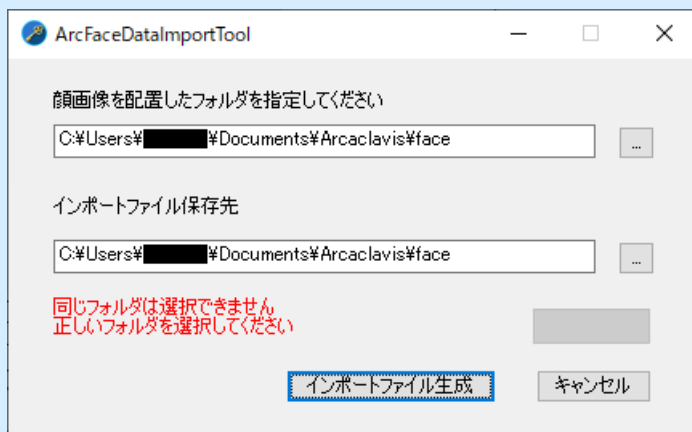 ArcFaceDataImportTool
顔画像を配置したフォルダを指定してください
C:¥Users¥ ¥Documents¥Arcaclavis¥face
...
インポートファイル保存先
C:¥Users¥ ¥Documents¥Arcaclavis¥face
...
同じフォルダは選択できません
正しいフォルダを選択してください
インポートファイル生成
キャンセル